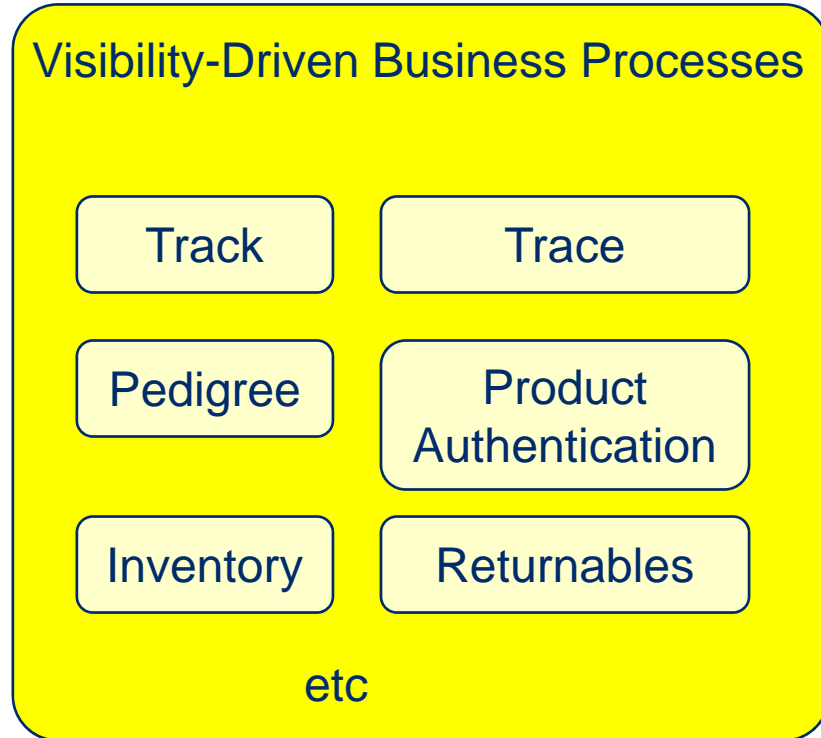 Visibility-Driven Business Processes
Track
Trace
Pedigree
Product
Authentication
Inventory
Returnables
etc